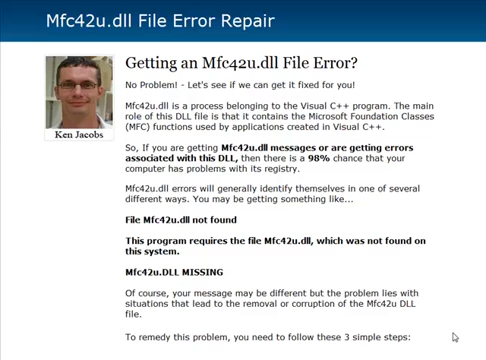 Mfc42u.dll File Error Repair
Getting an Mfc42u.dll File Error?
No Problem! - Let's see if we can get it fixed for you!
Ken Jacobs
Mfc42u.dll is a process belonging to the Visual C++ program. The main
role of this DLL file is that it contains the Microsoft Foundation Classes
(MFC) functions used by applications created in Visual C++.
So, If you are getting Mfc42u.dll messages or are getting errors
associated with this DLL, then there is a 98% chance that your
computer has problems with its registry.
Mfc42u.dll errors will generally identify themselves in one of several
different ways. You may be getting something like...
File Mfc42u.dll not found
This program requires the file Mfc42u.dll, which was not found on
this system.
Mfc42u.DLL MISSING
Of course, your message may be different but the problem lies with
situations that lead to the removal or corruption of the Mfc42u DLL
file.
To remedy this problem, you need to follow these 3 simple steps: